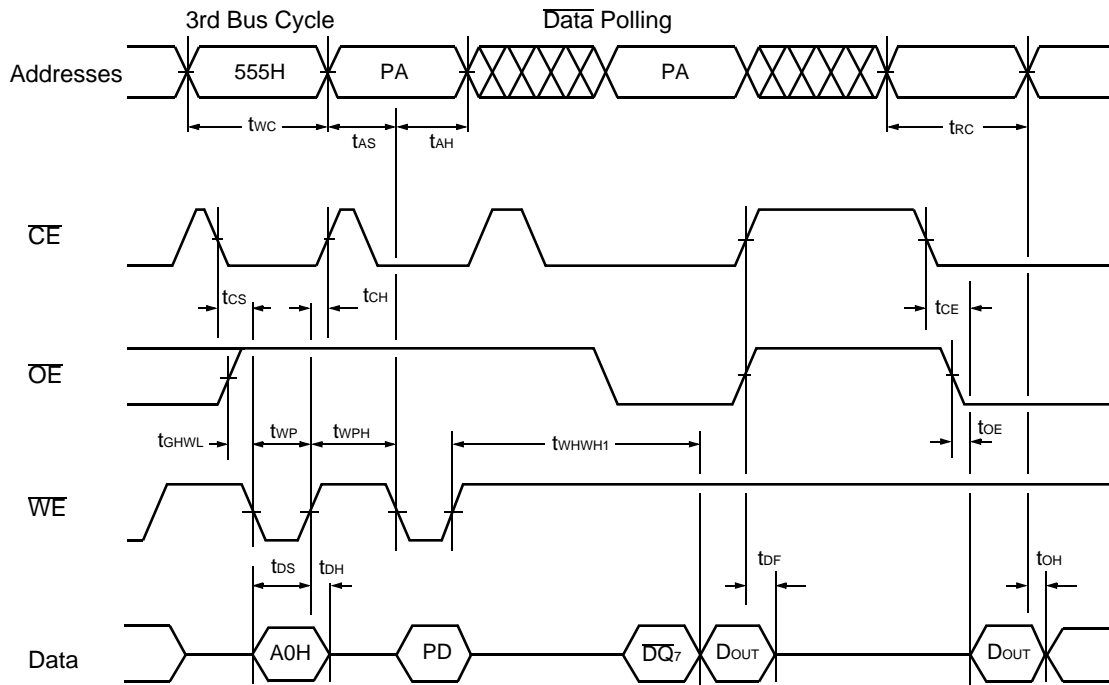 3rd Bus Cycle Data Polling
Addresses 555H PA PA
tWC tAS tAH tRC
CE
tCS tCH tCE
OE
tGHWL tWP tWPH tWHWH1 tOE
WE
tDS tDH tDF tOH
Data A0H PD DQ7 DOUT DOUT